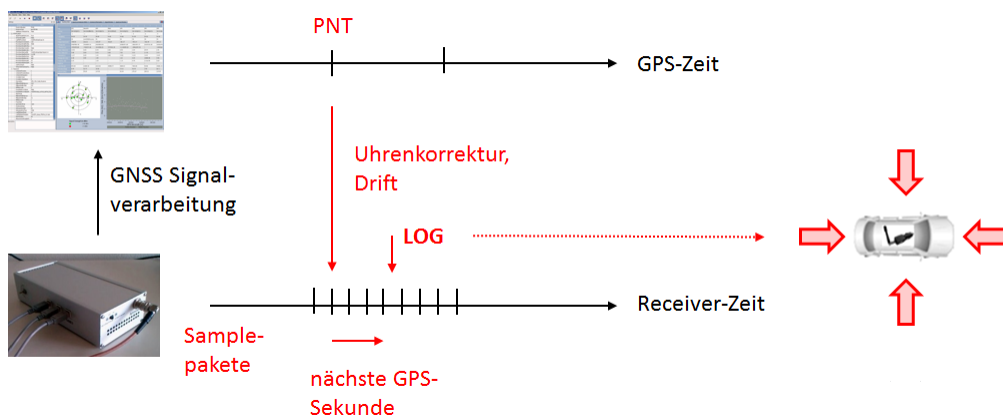 PNT
GPS-Zeit
Uhrenkorrektur,
Drift
GNSS Signal-
verarbeitung
LOG
Receiver-Zeit
Sample-
pakete
nächste GPS-
Sekunde